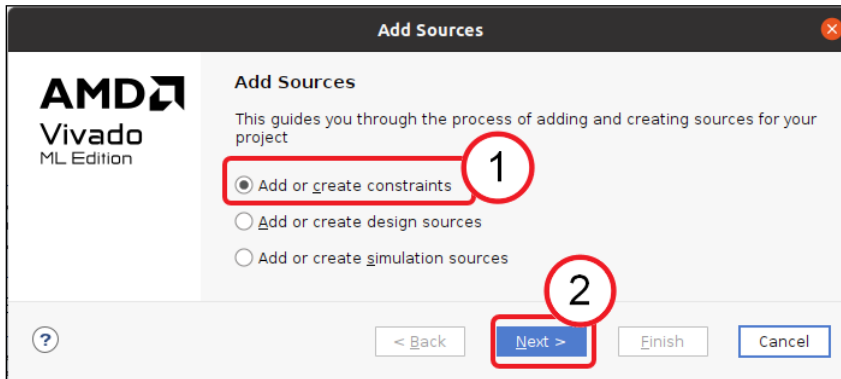 Add Sources
AMD
Vivado
ML Edition
Add Sources
This guides you through the process of adding and creating sources for your
project
Add or create constraints
1
Add or create design sources
Add or create simulation sources
2
?
< Back
Next >
Finish
Cancel